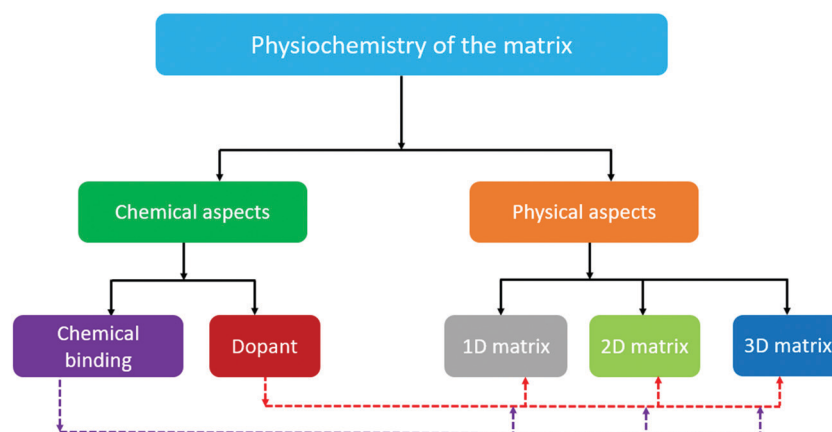 Physiochemistry of the matrix
Chemical aspects
Physical aspects
Chemical
binding
Dopant
1D matrix
2D matrix
3D matrix